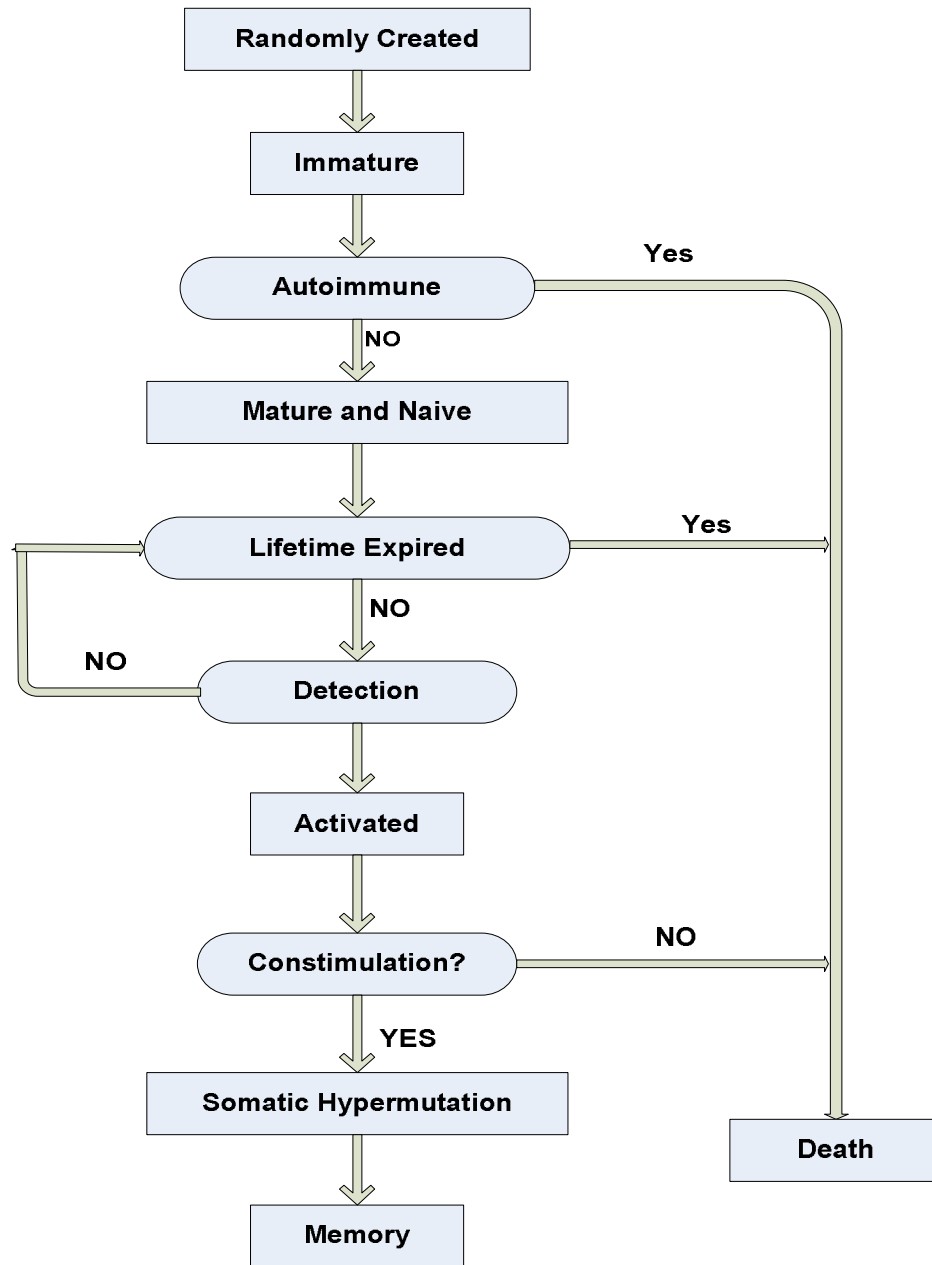 Randomly Created
Immature
Yes
Autoimmune
NO
Mature and Naive
Yes
Lifetime Expired
NO
NO
Detection
Activated
NO
Constimulation?
YES
Somatic Hypermutation
Death
Memory